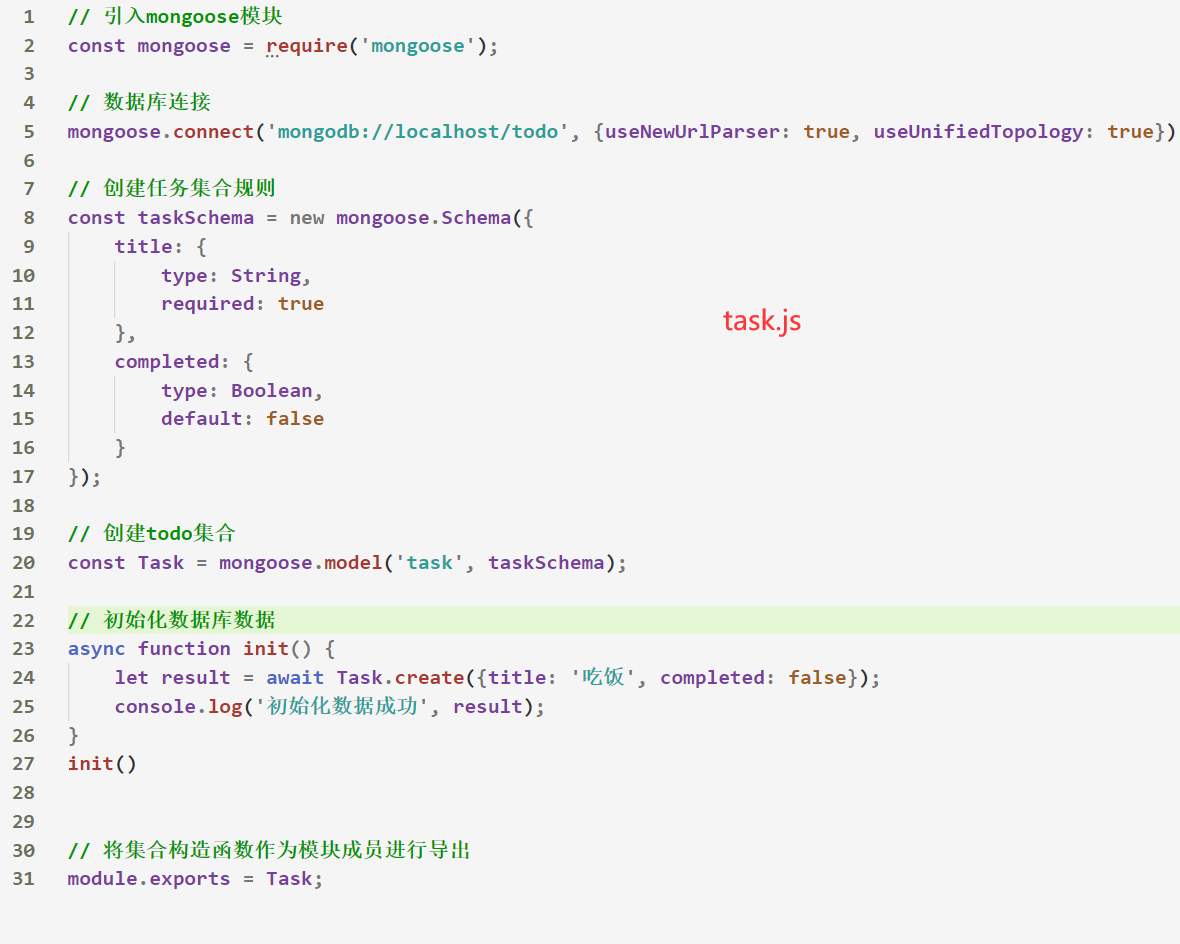 1 // 引入mongoose模块
2 const mongoose = require('mongoose');
3
4 // 数据库连接
5 mongoose.connect('mongodb://localhost/todo', {useNewUrlParser: true, useUnifiedTopology: true})
6
7 // 创建任务集合规则
8 const taskSchema = new mongoose.Schema({
9     title: {
10         type: String,
11         required: true
12     },
13     completed: {
14         type: Boolean,
15         default: false
16     }
17 });
18
19 // 创建todo集合
20 const Task = mongoose.model('task', taskSchema);
21
22 // 初始化数据库数据
23 async function init() {
24     let result = await Task.create({title: '吃饭', completed: false});
25     console.log('初始化数据成功', result);
26 }
27 init()
28
29
30 // 将集合构造函数作为模块成员进行导出
31 module.exports = Task;
task.js